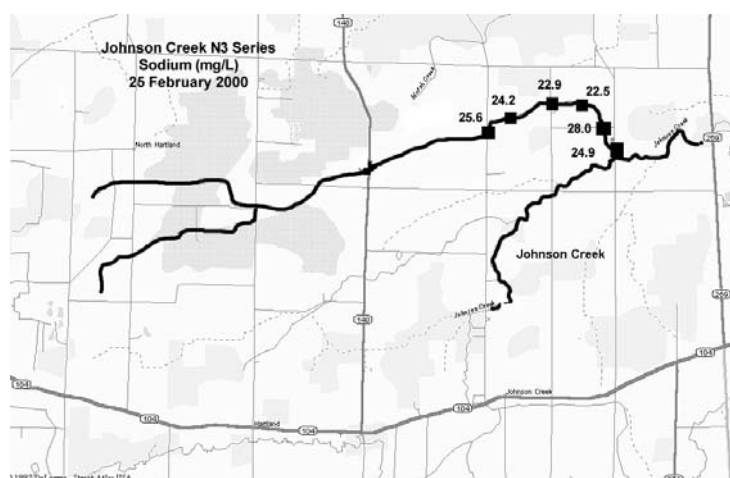 Johnson Creek N3 Series
Sodium (mg/L)
25 February 2000
140
22.9
22.5
24.2
25.6
28.0
24.9
Johnson Creek
259
North Hartland
Johnson Creek
Johnson Creek
269
140
104
104
Johnson Creek
104
104
Hartland
104